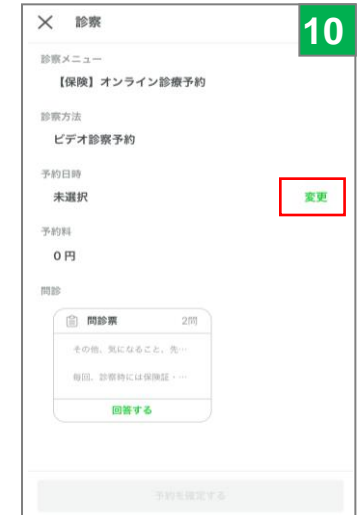 × 診察
10
診察メニュー
【保険】オンライン診療予約
診察方法
ビデオ診察予約
予約日時
未選択
変更
予約料
0 円
問診
問診票 2問
その他、気になること、先…
毎回、診察時には保険証・…
回答する
予約を確定する